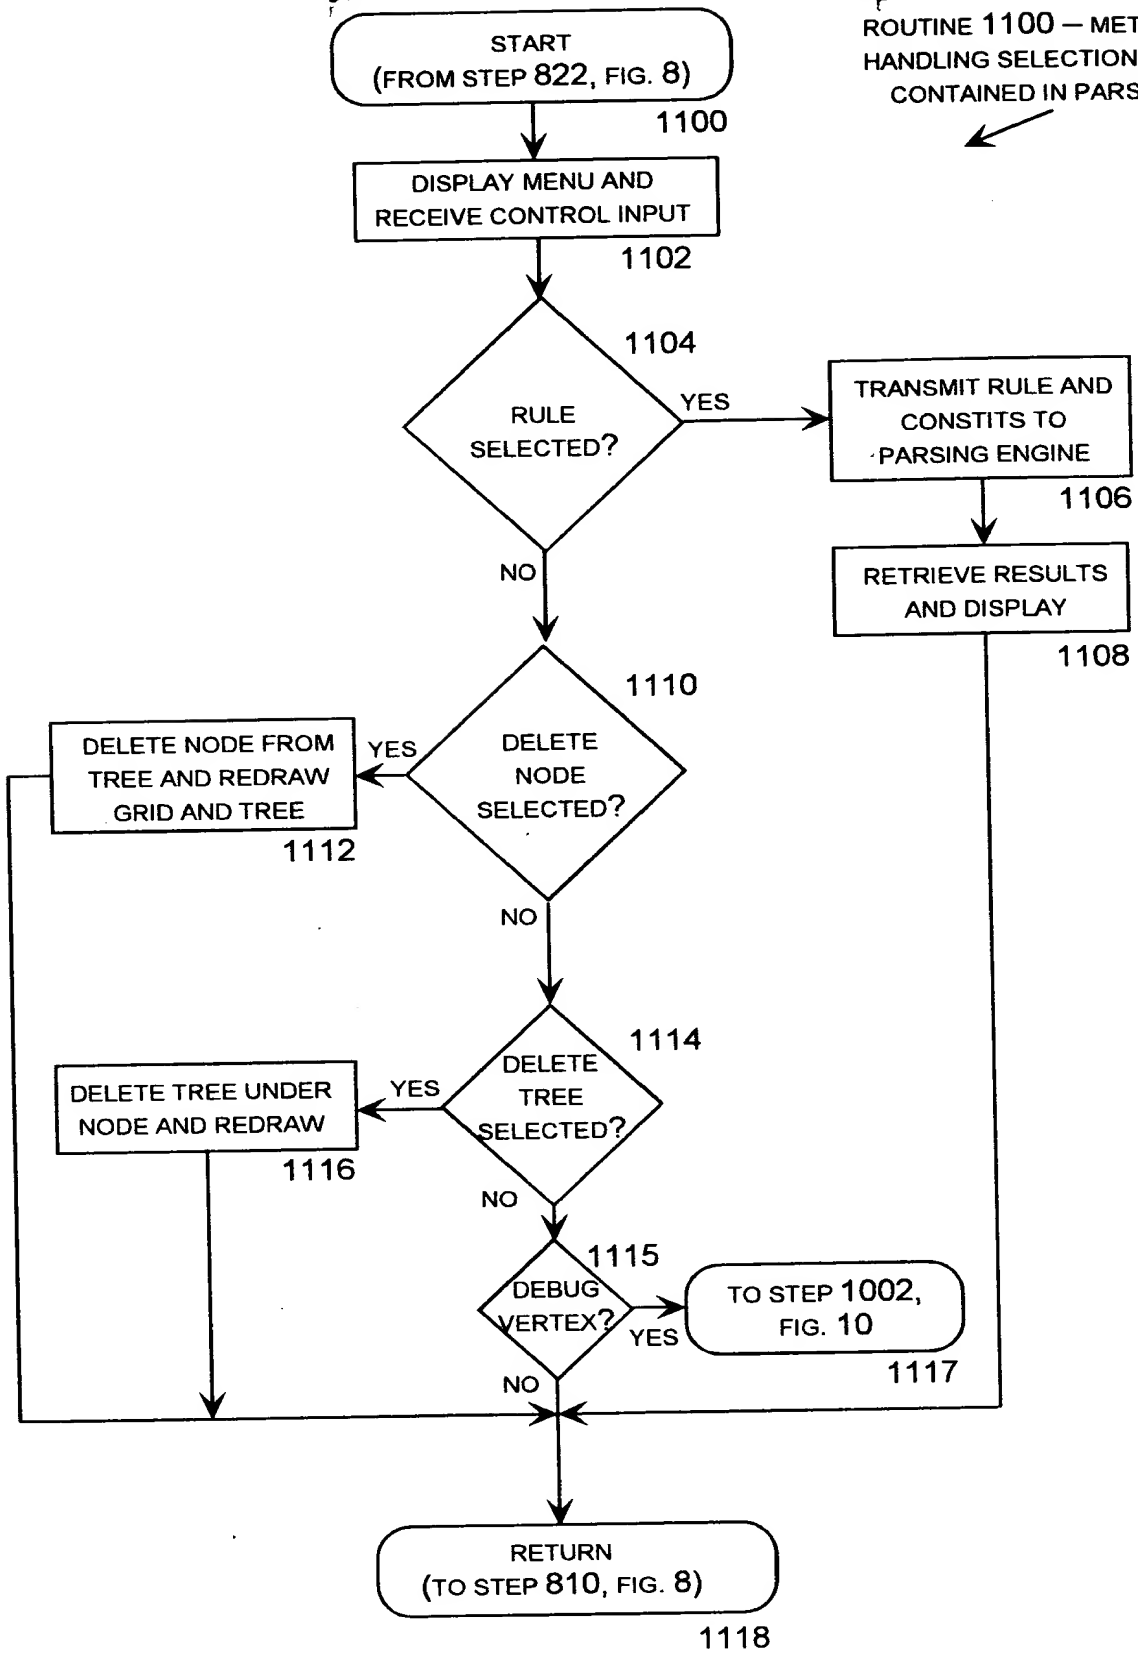 START
(FROM STEP 822, FIG. 8)
1100
ROUTINE 1100 – MET
HANDLING SELECTION
CONTAINED IN PARS
DISPLAY MENU AND
RECEIVE CONTROL INPUT
1102
1104
RULE
SELECTED?
YES
TRANSMIT RULE AND
CONSTITS TO
PARSING ENGINE
1106
NO
RETRIEVE RESULTS
AND DISPLAY
1108
1110
DELETE
NODE
SELECTED?
YES
DELETE NODE FROM
TREE AND REDRAW
GRID AND TREE
1112
NO
1114
DELETE
TREE
SELECTED?
YES
DELETE TREE UNDER
NODE AND REDRAW
1116
NO
1115
DEBUG
VERTEX?
YES
TO STEP 1002,
FIG. 10
1117
NO
RETURN
(TO STEP 810, FIG. 8)
1118